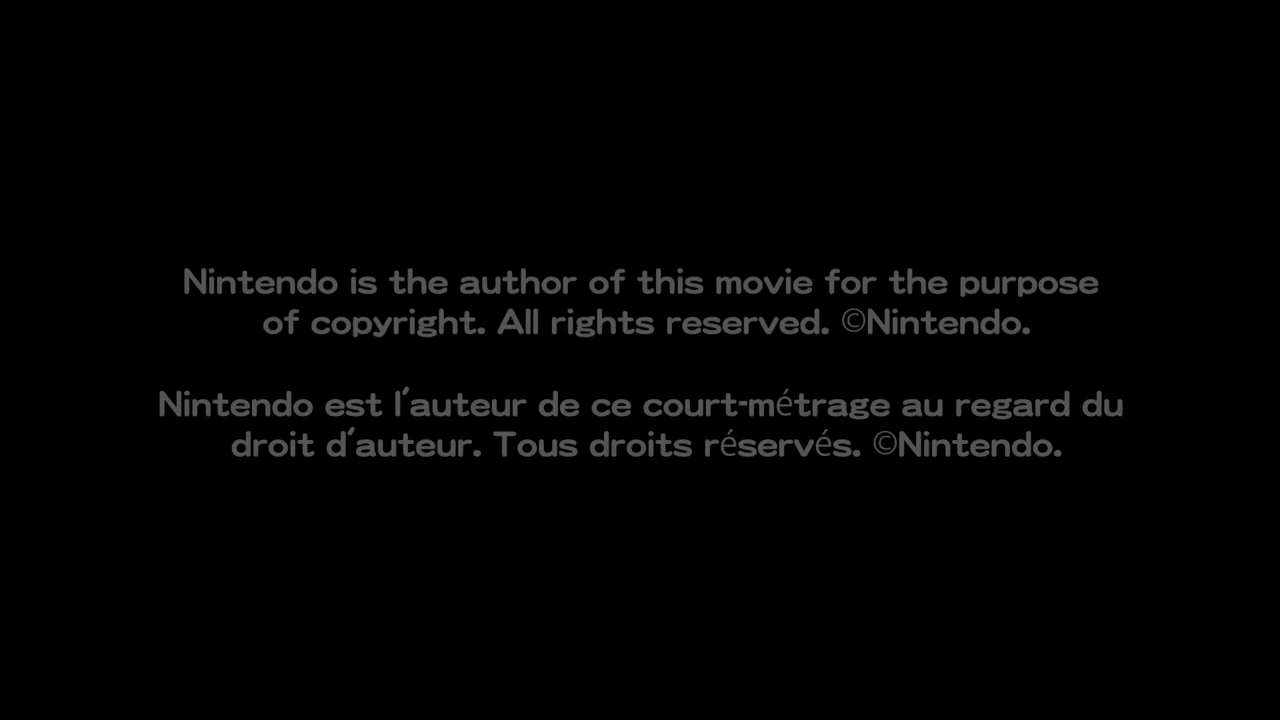 Nintendo is the author of this movie for the purpose
of copyright. All rights reserved. ©Nintendo.
Nintendo est l'auteur de ce court-métrage au regard du
droit d'auteur. Tous droits réservés. ©Nintendo.